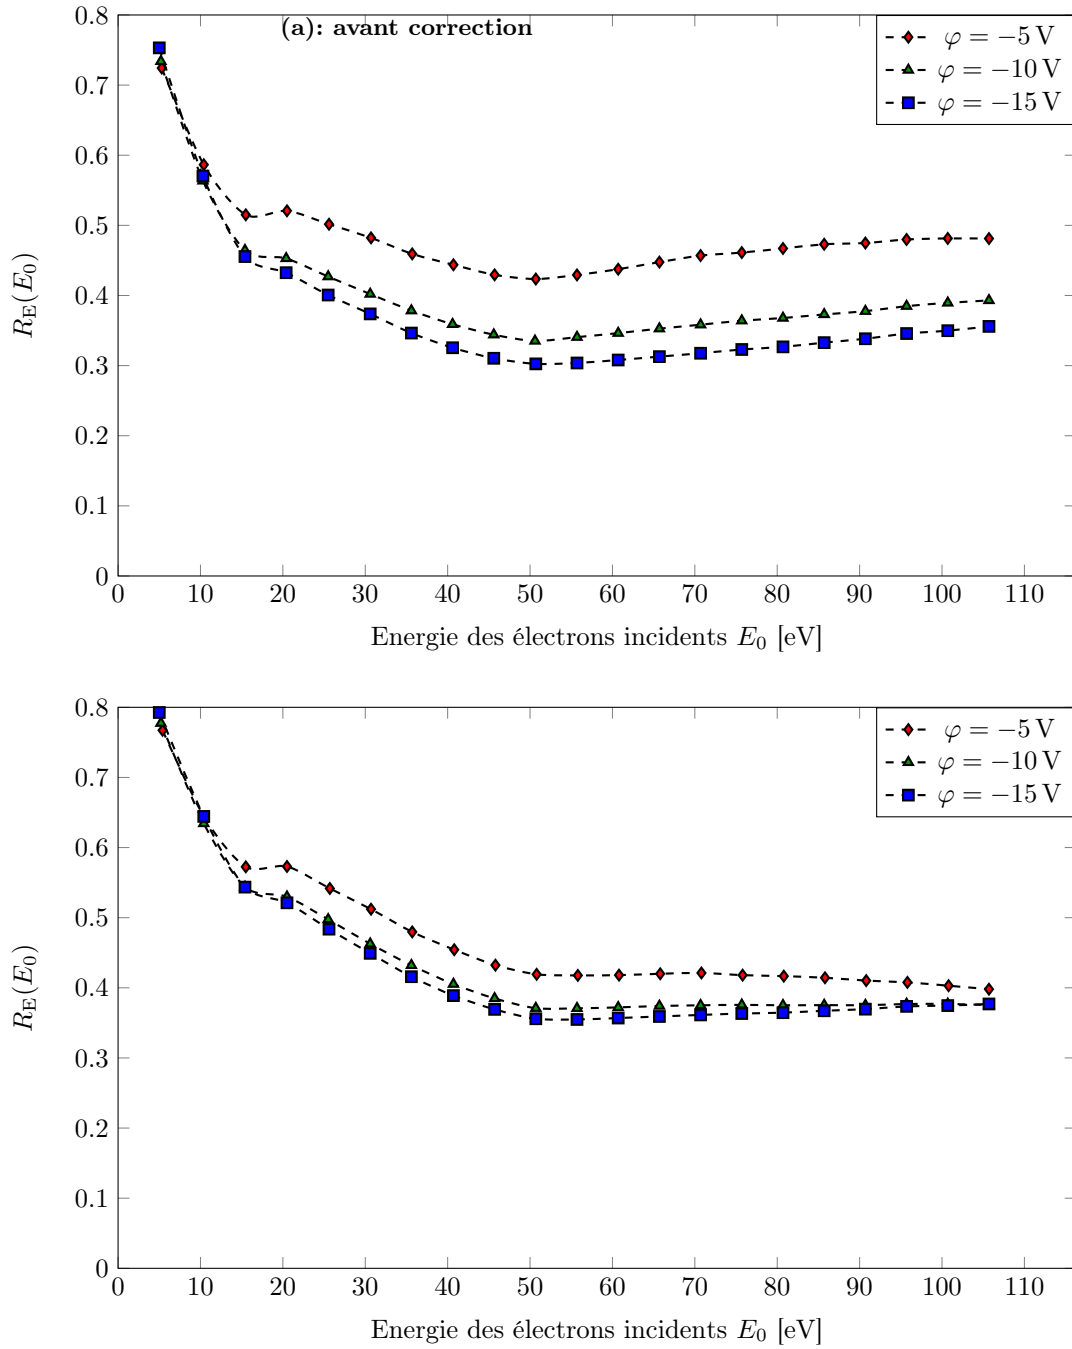 (a): avant correction
φ = −5 V
φ = −10 V
φ = −15 V
0.8
0.7
0.6
0.5
0.4
0.3
0.2
0.1
0
R_E(E_0)
0 10 20 30 40 50 60 70 80 90 100 110
Energie des électrons incidents E_0 [eV]
φ = −5 V
φ = −10 V
φ = −15 V
0.8
0.7
0.6
0.5
0.4
0.3
0.2
0.1
0
R_E(E_0)
0 10 20 30 40 50 60 70 80 90 100 110
Energie des électrons incidents E_0 [eV]